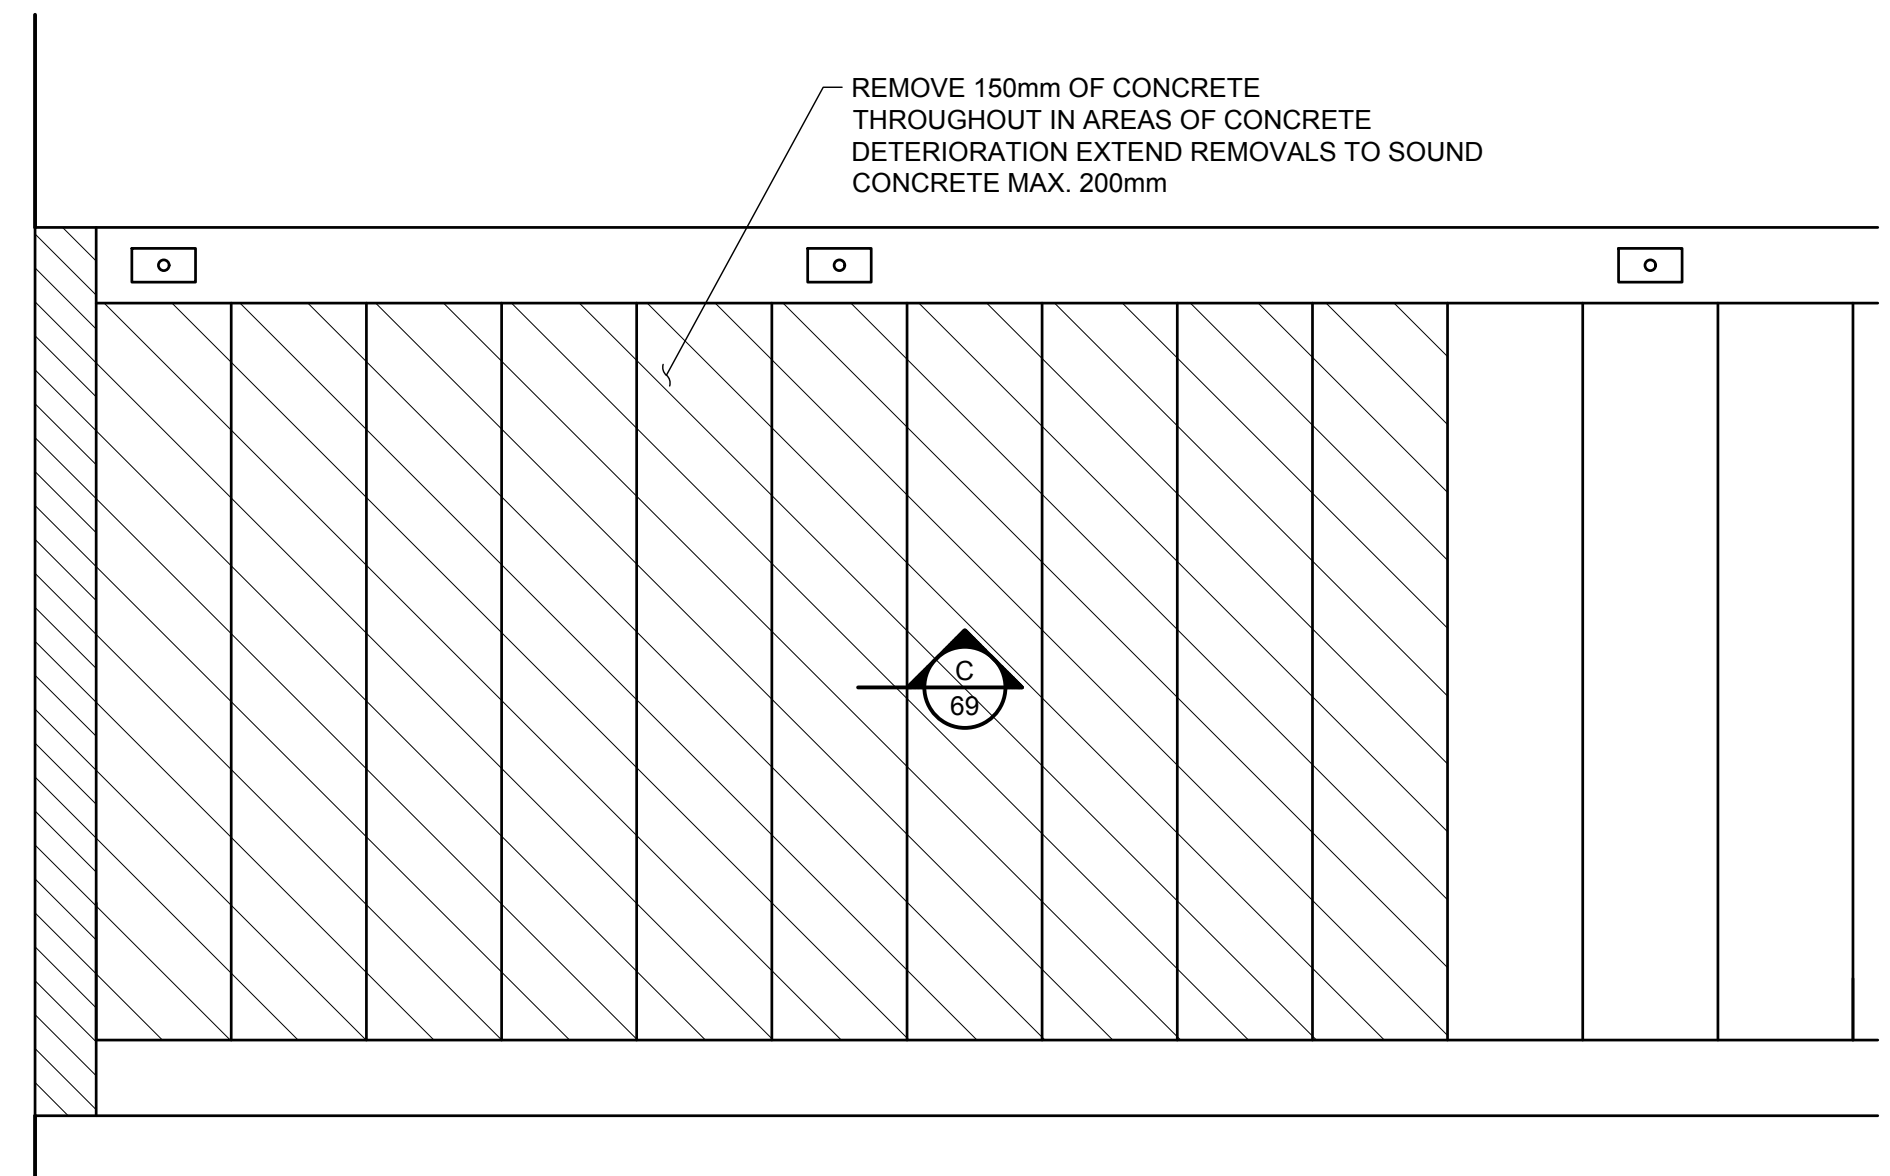 REMOVE 150mm OF CONCRETE
THROUGHOUT IN AREAS OF CONCRETE
DETERIORATION EXTEND REMOVALS TO SOUND
CONCRETE MAX. 200mm
C
69